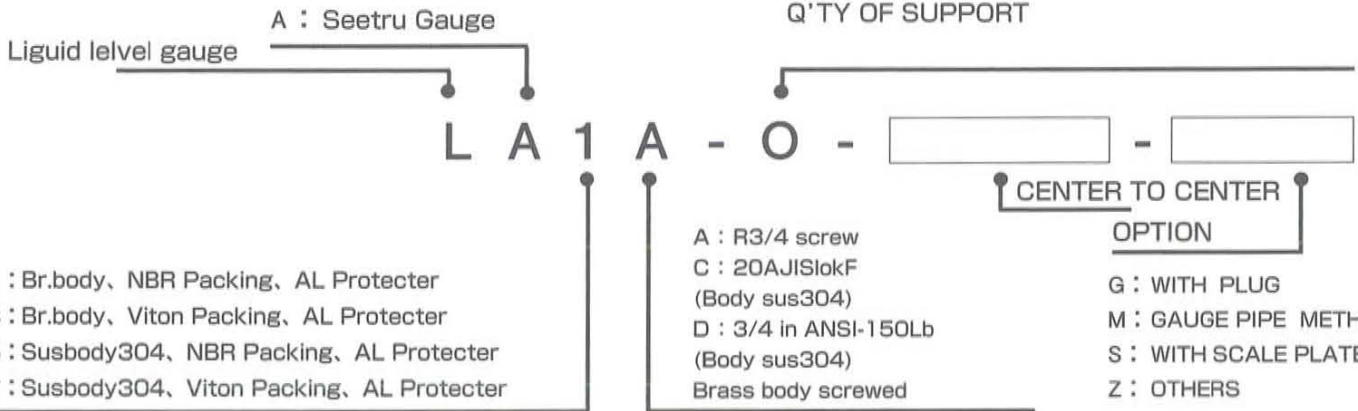 A : Seetru Gauge
Q'TY OF SUPPORT
Liguid lelvel gauge
L A 1 A - O - -
CENTER TO CENTER
OPTION
A : R3/4 screw
C : 20AJISlokF
(Body sus304)
D : 3/4 in ANSI-150Lb
(Body sus304)
Brass body screwed
: Br.body、NBR Packing、AL Protecter
: Br.body、Viton Packing、AL Protecter
: Susbody304、NBR Packing、AL Protecter
: Susbody304、Viton Packing、AL Protecter
G : WITH PLUG
M : GAUGE PIPE METH
S : WITH SCALE PLATE
Z : OTHERS